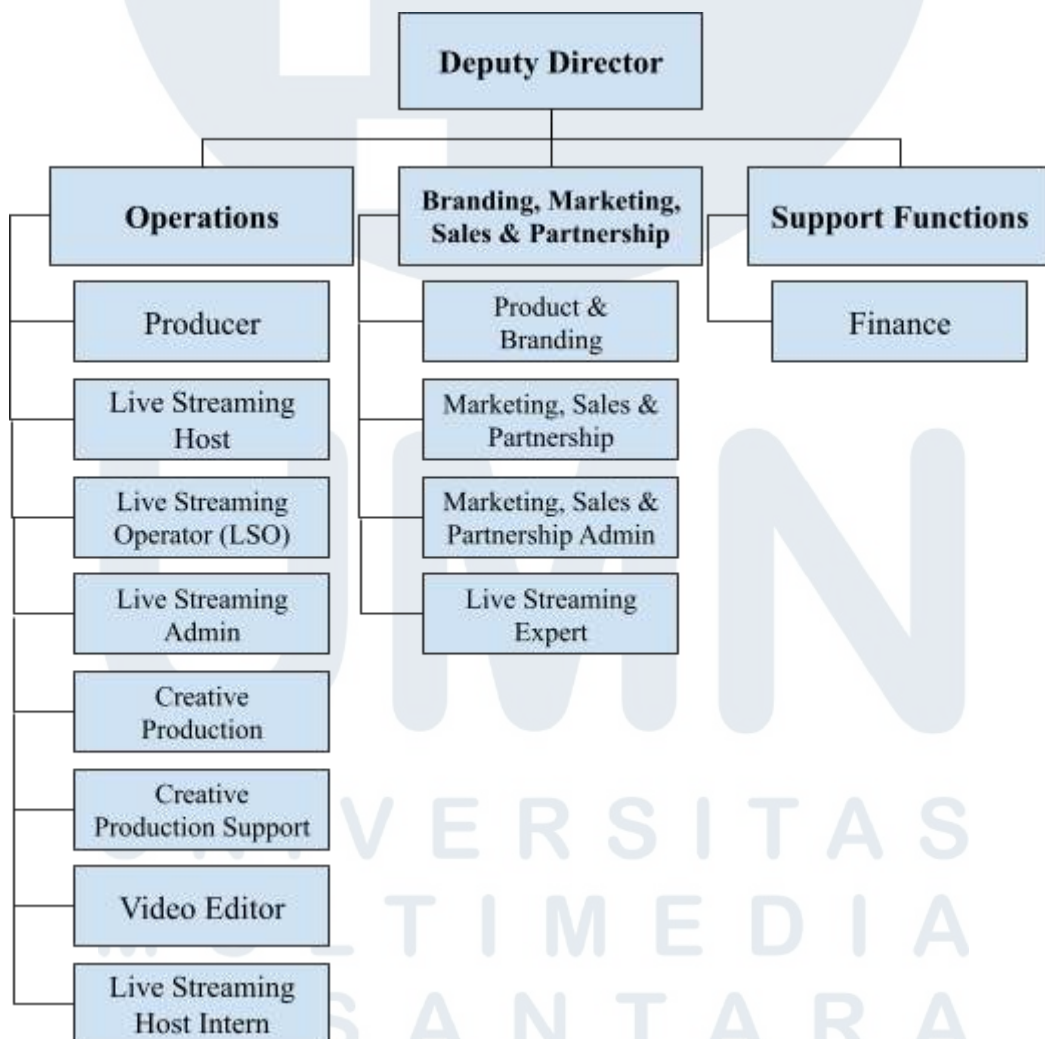 Deputy Director
Operations
Producer
Live Streaming
Host
Live Streaming
Operator (LSO)
Live Streaming
Admin
Creative
Production
Creative
Production Support
Video Editor
Live Streaming
Host Intern
Branding, Marketing,
Sales & Partnership
Product &
Branding
Marketing, Sales &
Partnership
Marketing, Sales &
Partnership Admin
Live Streaming
Expert
Support Functions
Finance
UMN
UNIVERSITAS
MULTIMEDIA
NUSANTARA